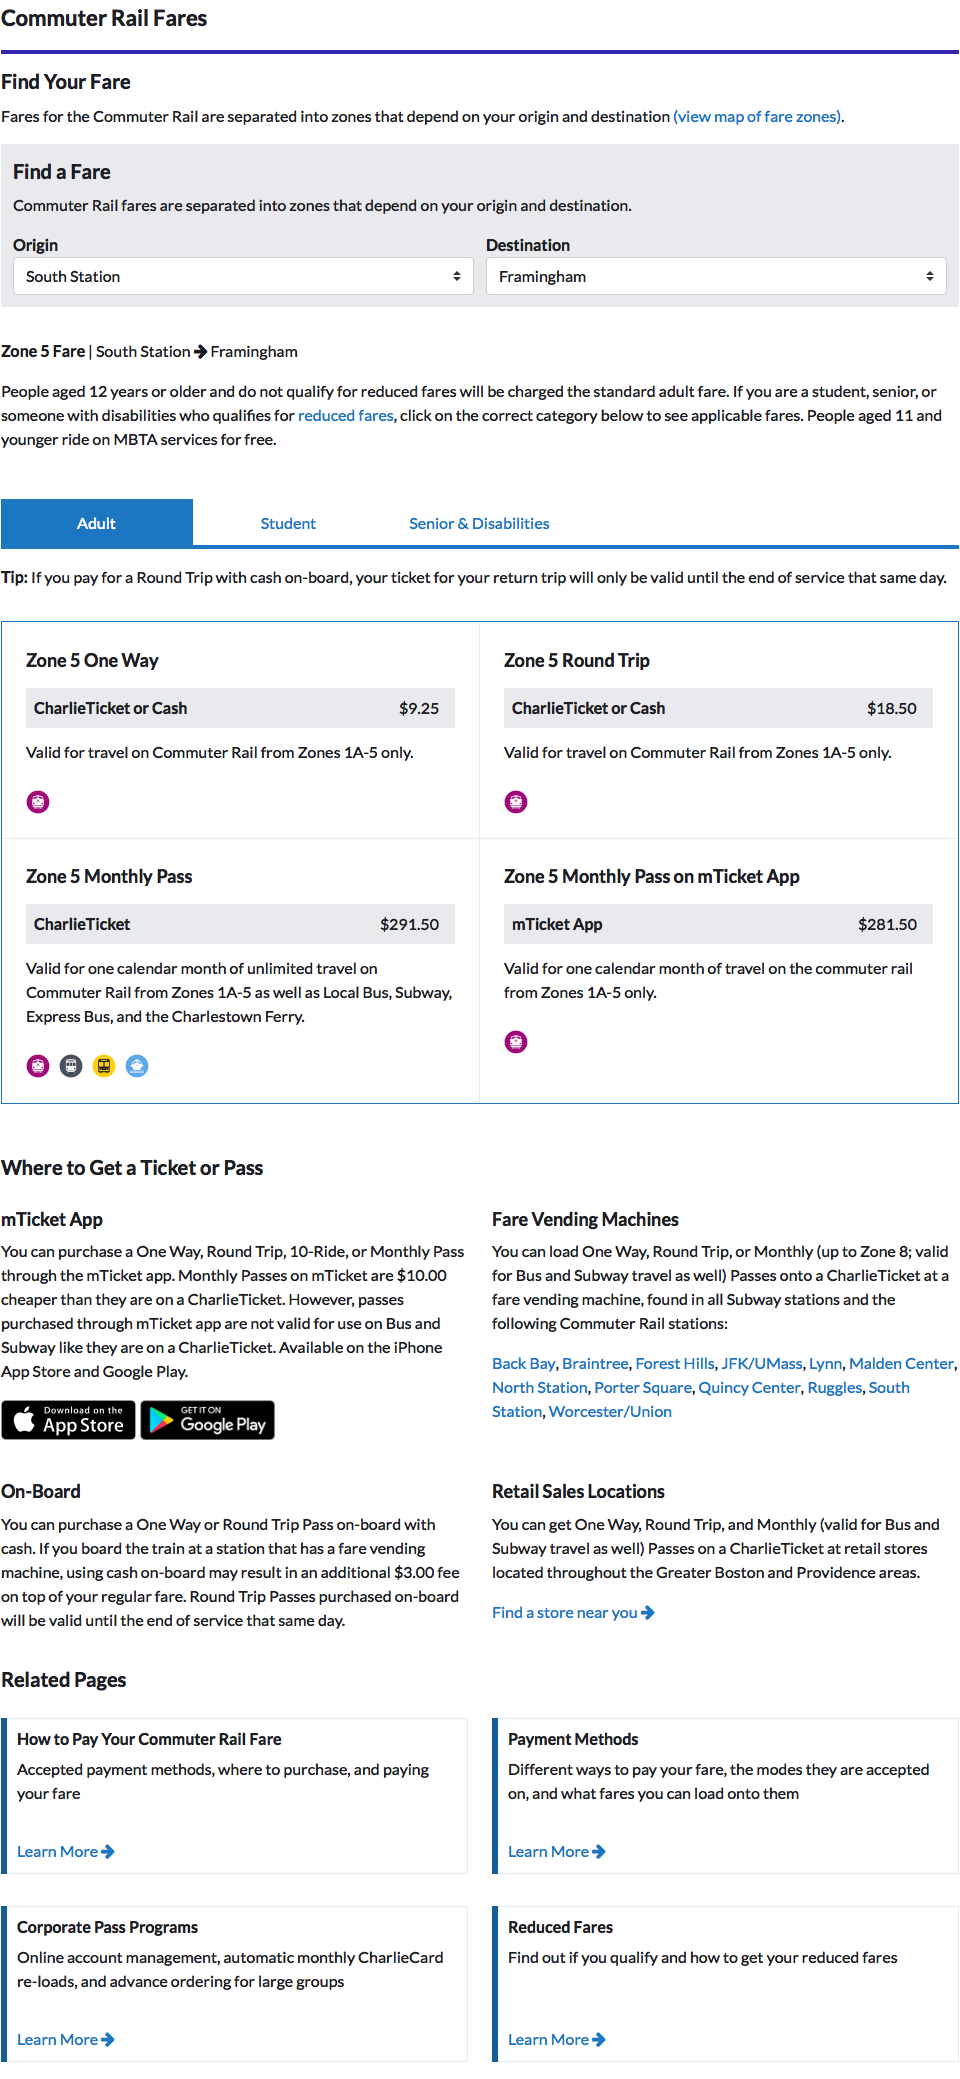 Commuter Rail Fares
Find Your Fare
Fares for the Commuter Rail are separated into zones that depend on your origin and destination (view map of fare zones).
Find a Fare
Commuter Rail fares are separated into zones that depend on your origin and destination.
Origin
South Station
Destination
Framingham
Zone 5 Fare | South Station → Framingham
People aged 12 years or older and do not qualify for reduced fares will be charged the standard adult fare. If you are a student, senior, or
someone with disabilities who qualifies for reduced fares, click on the correct category below to see applicable fares. People aged 11 and
younger ride on MBTA services for free.
Adult
Student
Senior & Disabilities
Tip: If you pay for a Round Trip with cash on-board, your ticket for your return trip will only be valid until the end of service that same day.
Zone 5 One Way
CharlieTicket or Cash $9.25
Valid for travel on Commuter Rail from Zones 1A-5 only.
Zone 5 Round Trip
CharlieTicket or Cash $18.50
Valid for travel on Commuter Rail from Zones 1A-5 only.
Zone 5 Monthly Pass
CharlieTicket $291.50
Valid for one calendar month of unlimited travel on
Commuter Rail from Zones 1A-5 as well as Local Bus, Subway,
Express Bus, and the Charlestown Ferry.
Zone 5 Monthly Pass on mTicket App
mTicket App $281.50
Valid for one calendar month of travel on the commuter rail
from Zones 1A-5 only.
Where to Get a Ticket or Pass
mTicket App
You can purchase a One Way, Round Trip, 10-Ride, or Monthly Pass
through the mTicket app. Monthly Passes on mTicket are $10.00
cheaper than they are on a CharlieTicket. However, passes
purchased through mTicket app are not valid for use on Bus and
Subway like they are on a CharlieTicket. Available on the iPhone
App Store and Google Play.
Download on the
App Store
GET IT ON
Google Play
Fare Vending Machines
You can load One Way, Round Trip, or Monthly (up to Zone 8; valid
for Bus and Subway travel as well) Passes onto a CharlieTicket at a
fare vending machine, found in all Subway stations and the
following Commuter Rail stations:
Back Bay, Braintree, Forest Hills, JFK/UMass, Lynn, Malden Center,
North Station, Porter Square, Quincy Center, Ruggles, South
Station, Worcester/Union
On-Board
You can purchase a One Way or Round Trip Pass on-board with
cash. If you board the train at a station that has a fare vending
machine, using cash on-board may result in an additional $3.00 fee
on top of your regular fare. Round Trip Passes purchased on-board
will be valid until the end of service that same day.
Retail Sales Locations
You can get One Way, Round Trip, and Monthly (valid for Bus and
Subway travel as well) Passes on a CharlieTicket at retail stores
located throughout the Greater Boston and Providence areas.
Find a store near you →
Related Pages
How to Pay Your Commuter Rail Fare
Accepted payment methods, where to purchase, and paying
your fare
Learn More →
Payment Methods
Different ways to pay your fare, the modes they are accepted
on, and what fares you can load onto them
Learn More →
Corporate Pass Programs
Online account management, automatic monthly CharlieCard
re-loads, and advance ordering for large groups
Learn More →
Reduced Fares
Find out if you qualify and how to get your reduced fares
Learn More →